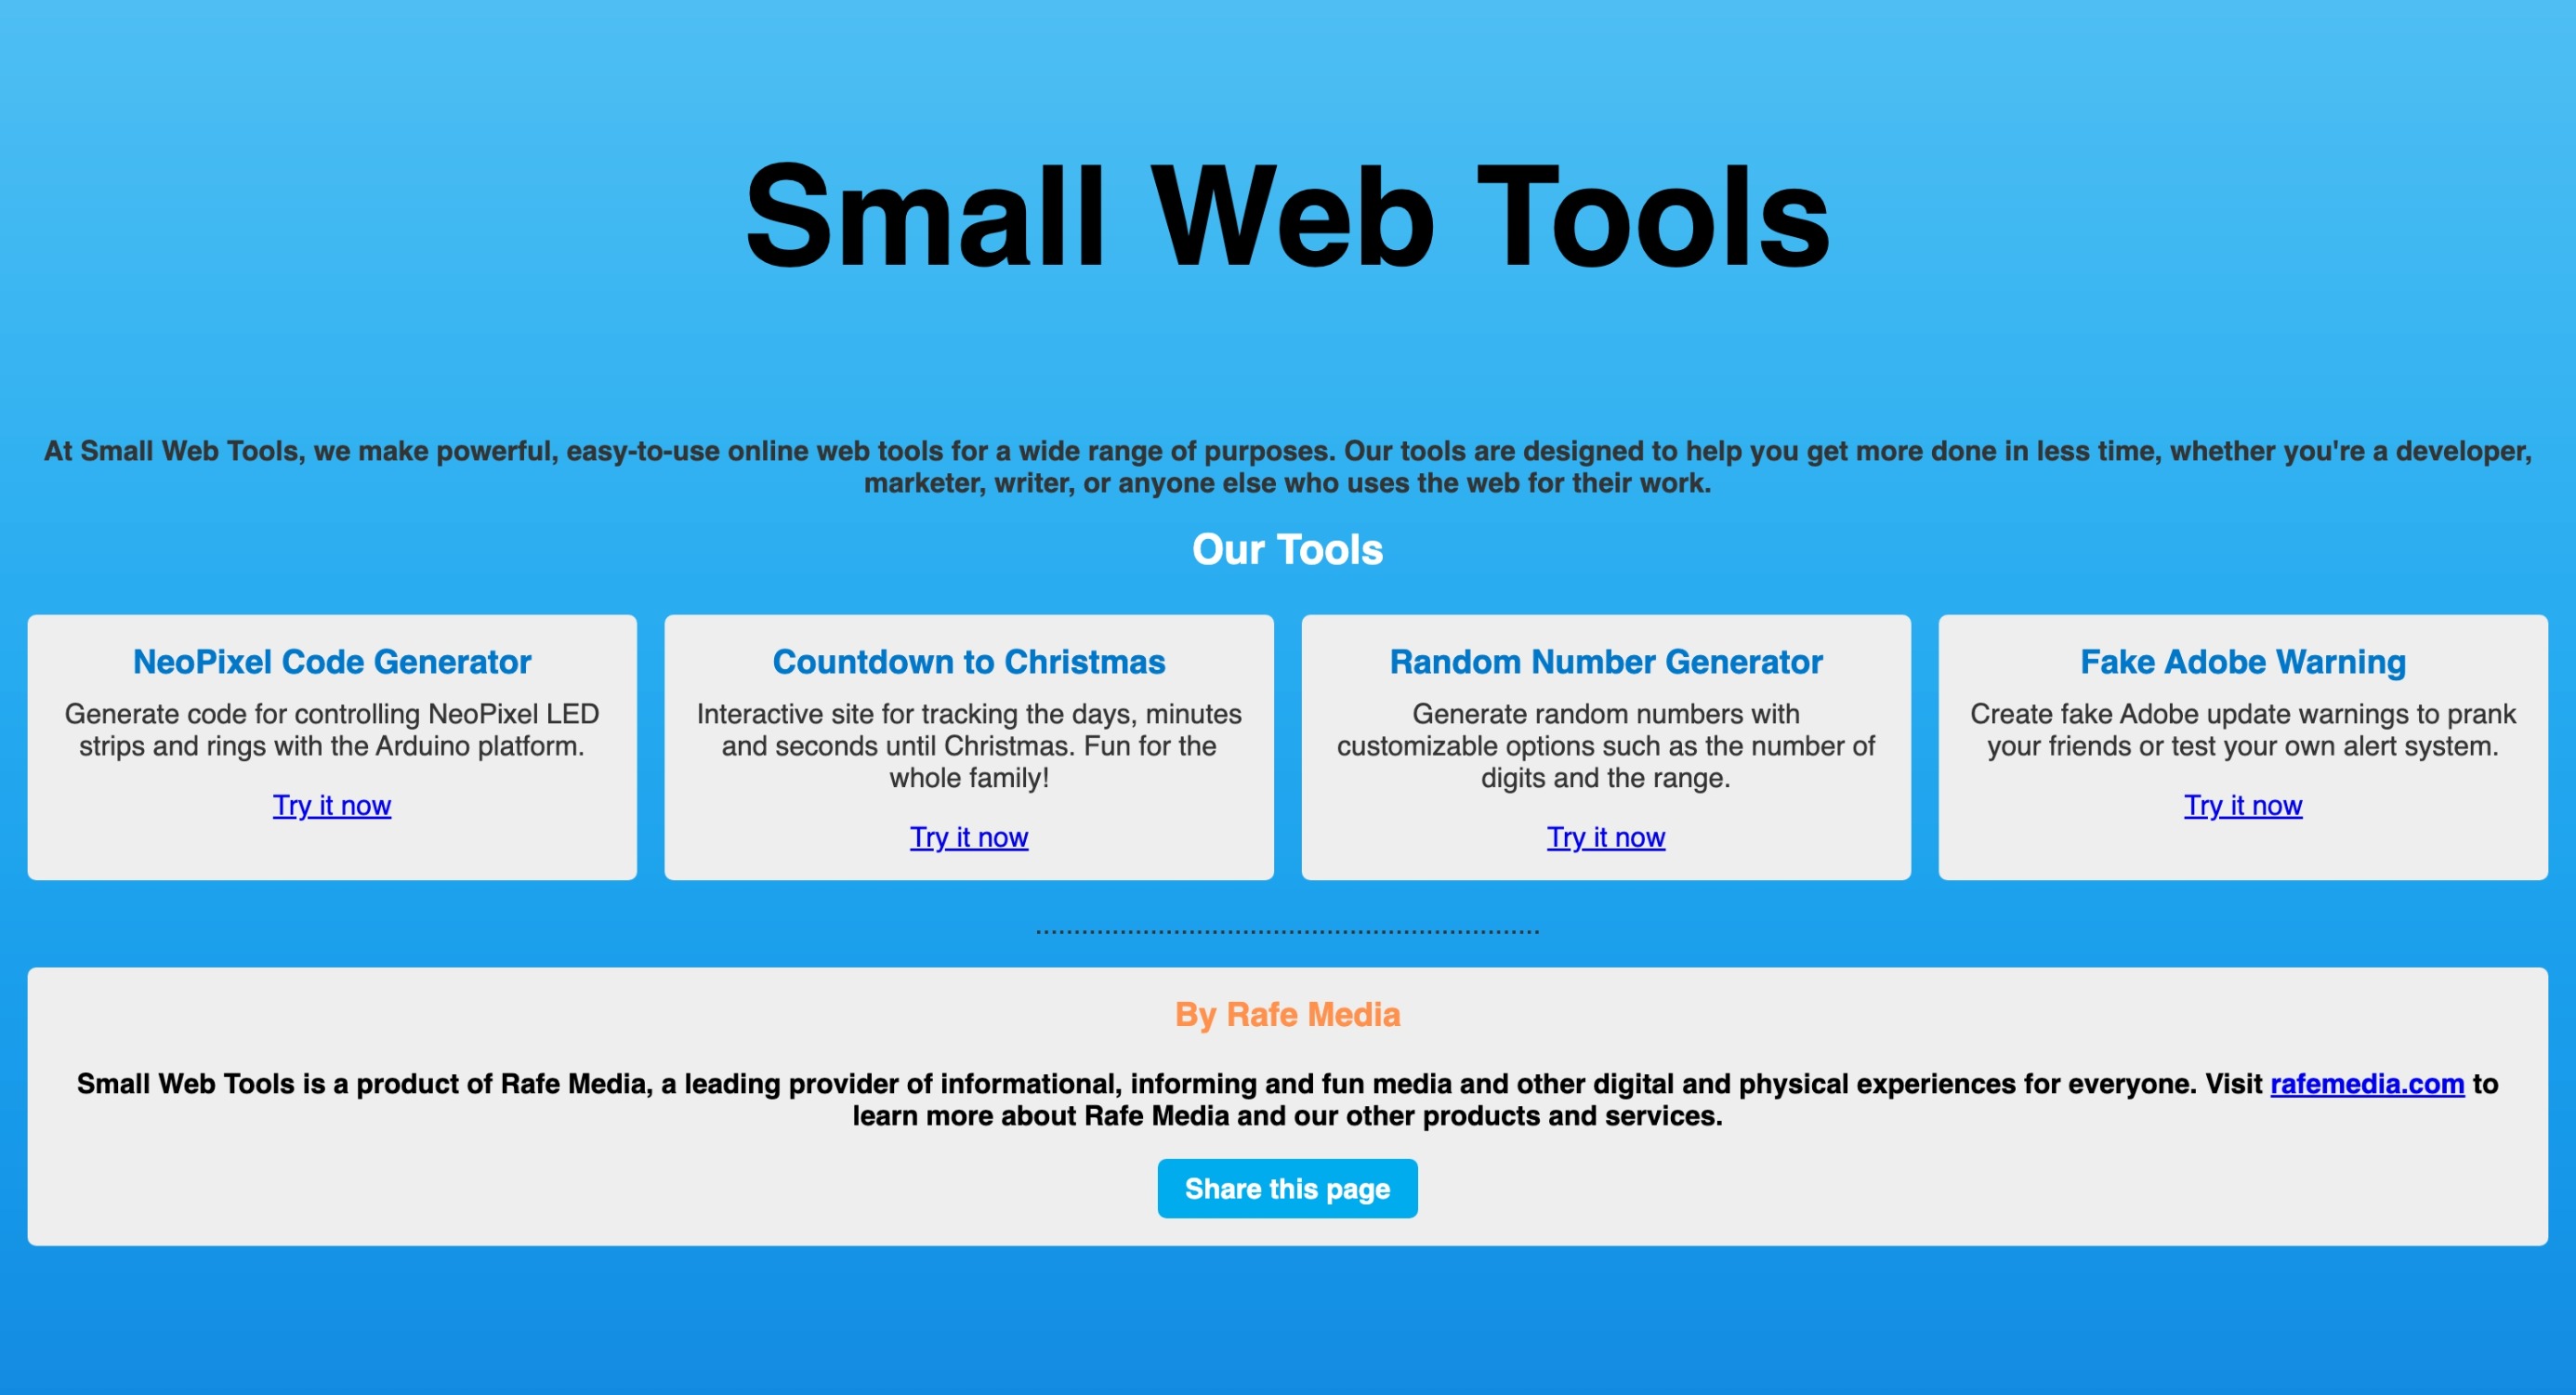 Small Web Tools
At Small Web Tools, we make powerful, easy-to-use online web tools for a wide range of purposes. Our tools are designed to help you get more done in less time, whether you're a developer,
marketer, writer, or anyone else who uses the web for their work.
Our Tools
NeoPixel Code Generator
Generate code for controlling NeoPixel LED
strips and rings with the Arduino platform.
Try it now
Countdown to Christmas
Interactive site for tracking the days, minutes
and seconds until Christmas. Fun for the
whole family!
Try it now
Random Number Generator
Generate random numbers with
customizable options such as the number of
digits and the range.
Try it now
Fake Adobe Warning
Create fake Adobe update warnings to prank
your friends or test your own alert system.
Try it now
By Rafe Media
Small Web Tools is a product of Rafe Media, a leading provider of informational, informing and fun media and other digital and physical experiences for everyone. Visit rafemedia.com to
learn more about Rafe Media and our other products and services.
Share this page